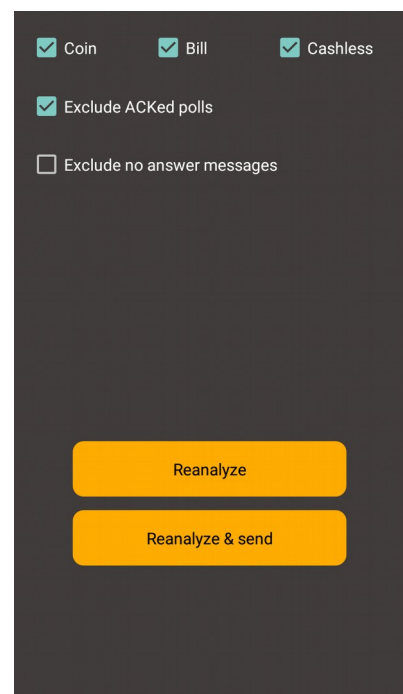 Coin Bill Cashless
Exclude ACKed polls
Exclude no answer messages
Reanalyze
Reanalyze & send